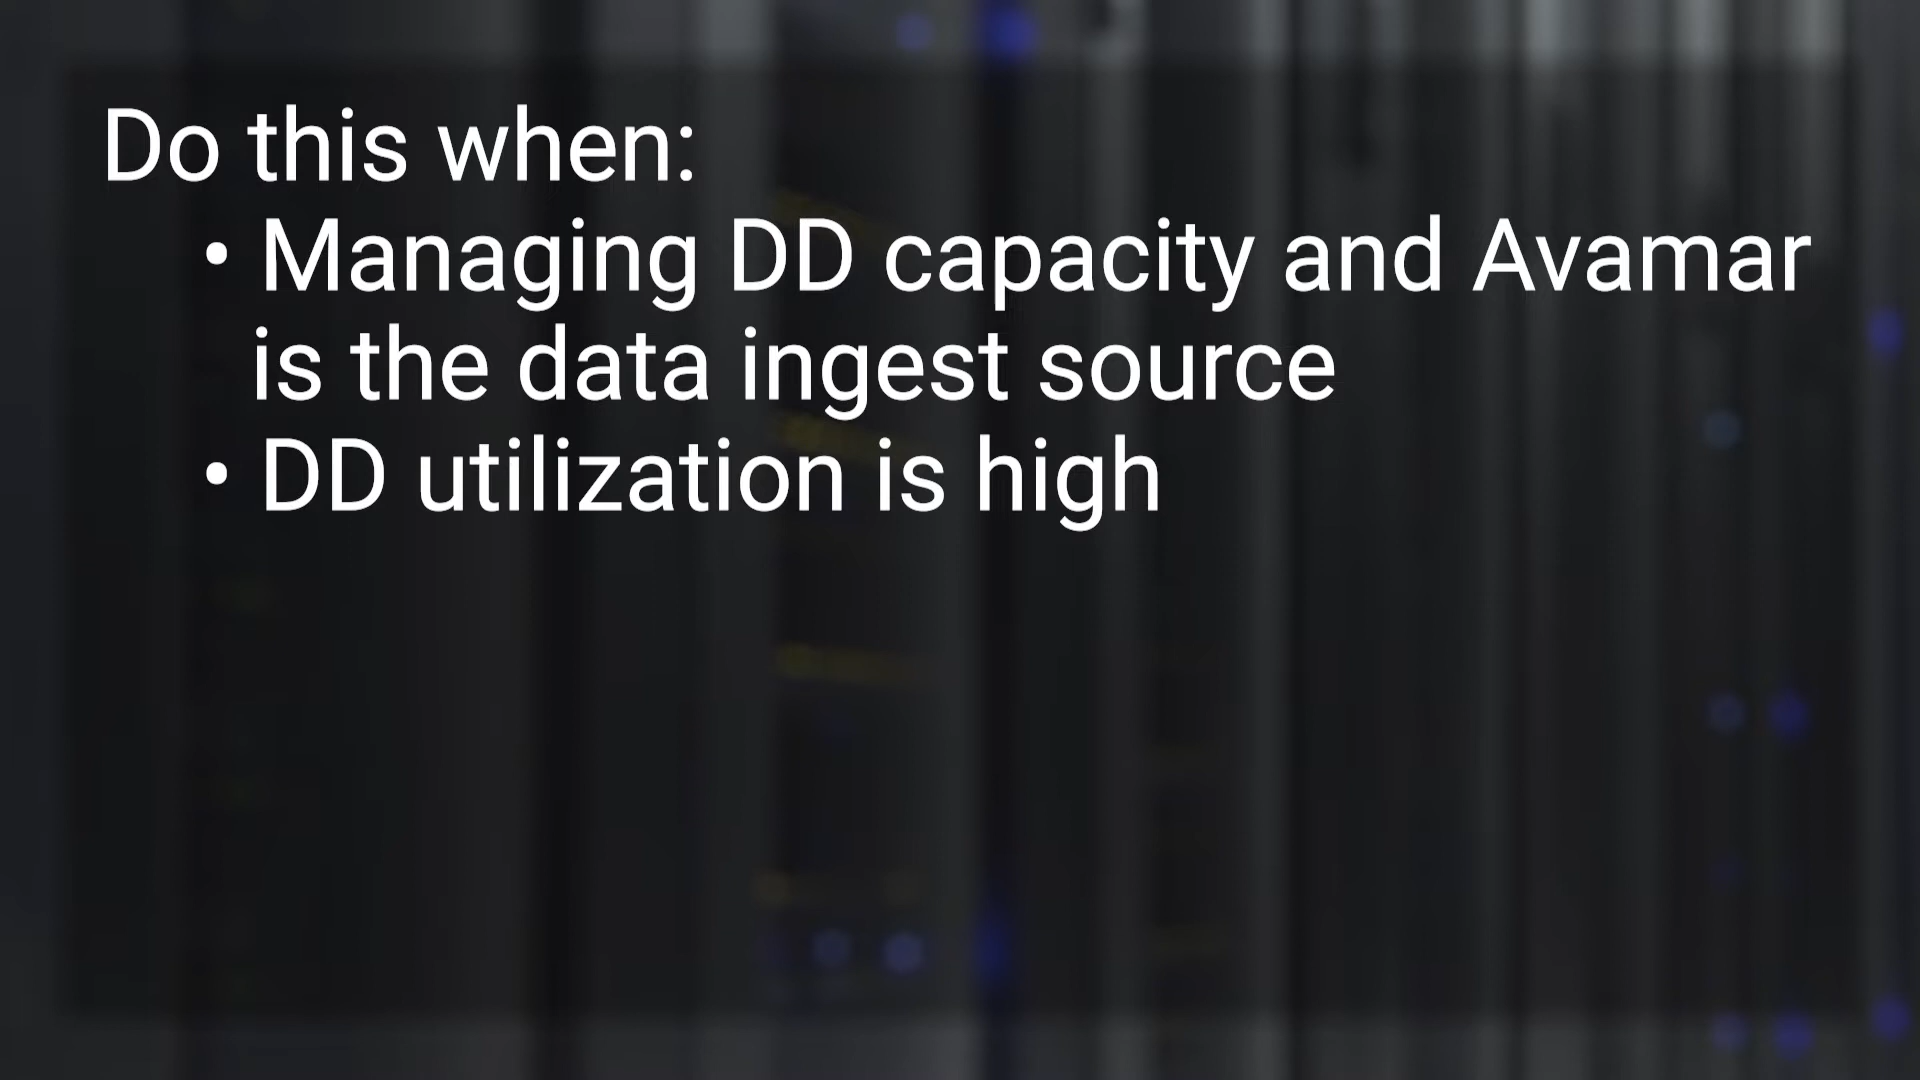 Do this when:
• Managing DD capacity and Avamar
is the data ingest source
• DD utilization is high